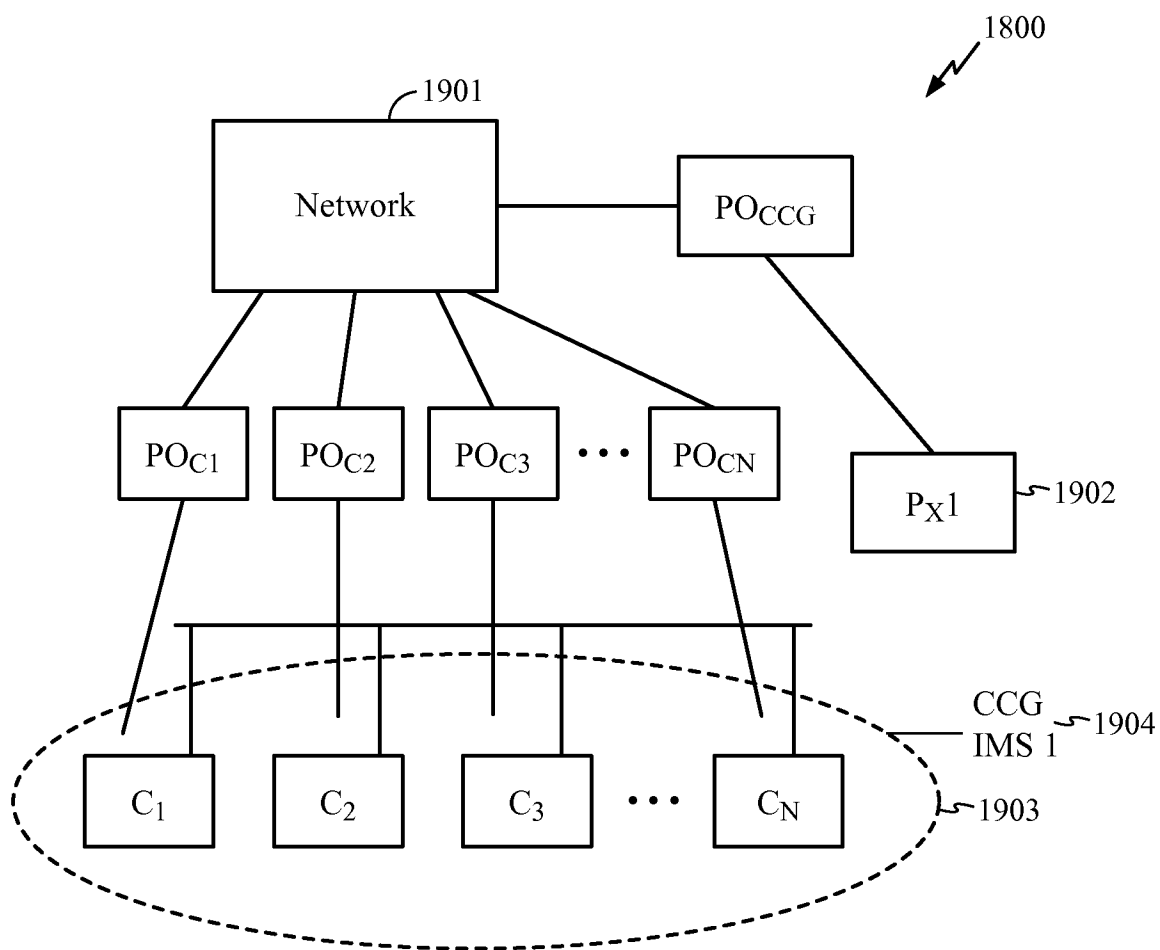 1800
1901
Network
PO_CCG
PO_C1
PO_C2
PO_C3
•••
PO_CN
P_X1
1902
CCG
IMS 1
1904
1903
C_1
C_2
C_3
•••
C_N